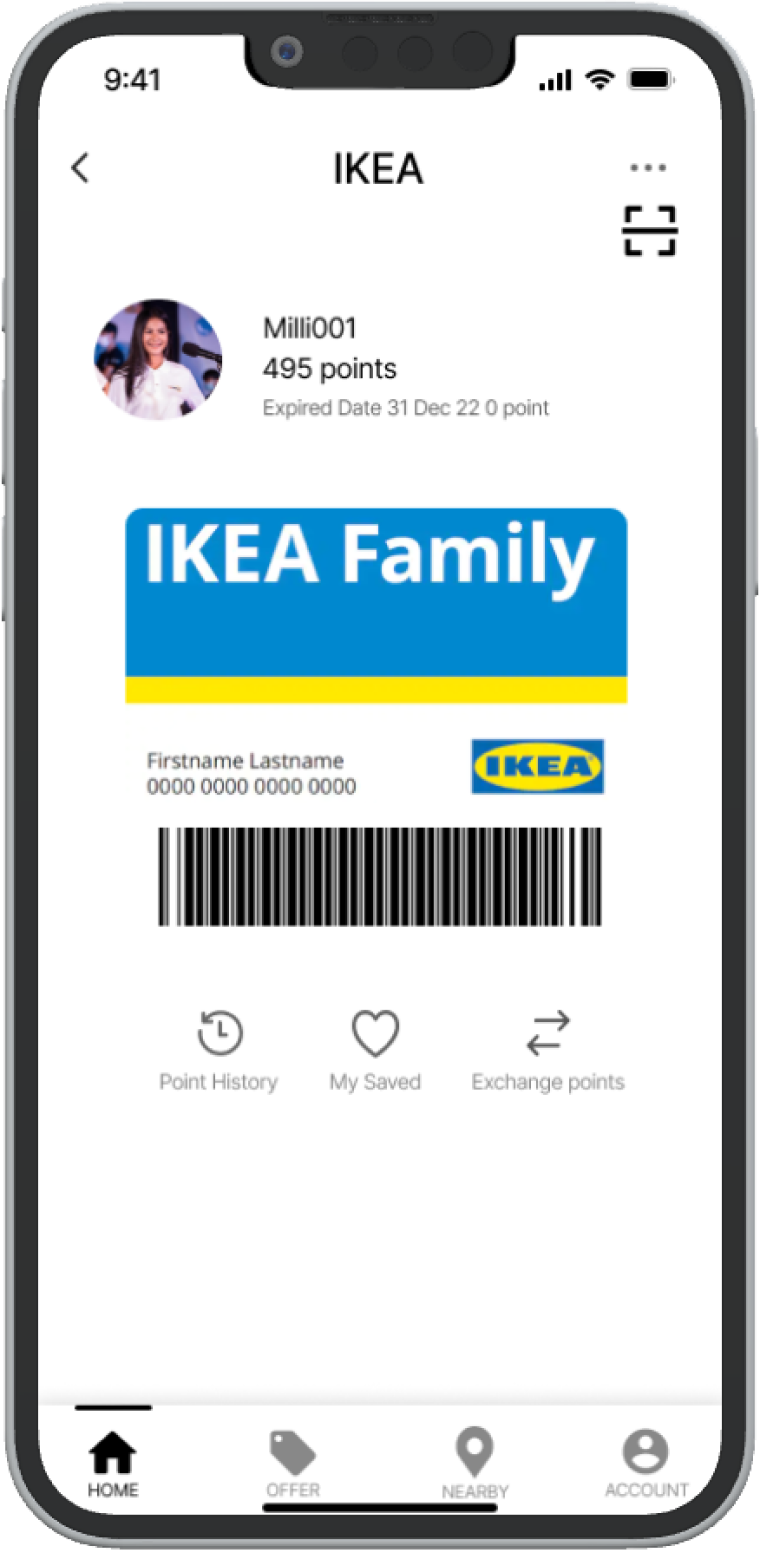 9:41
IKEA
Milli001
495 points
Expired Date 31 Dec 22 0 point
IKEA Family
Firstname Lastname
0000 0000 0000 0000
IKEA
Point History
My Saved
Exchange points
HOME
OFFER
NEARBY
ACCOUNT